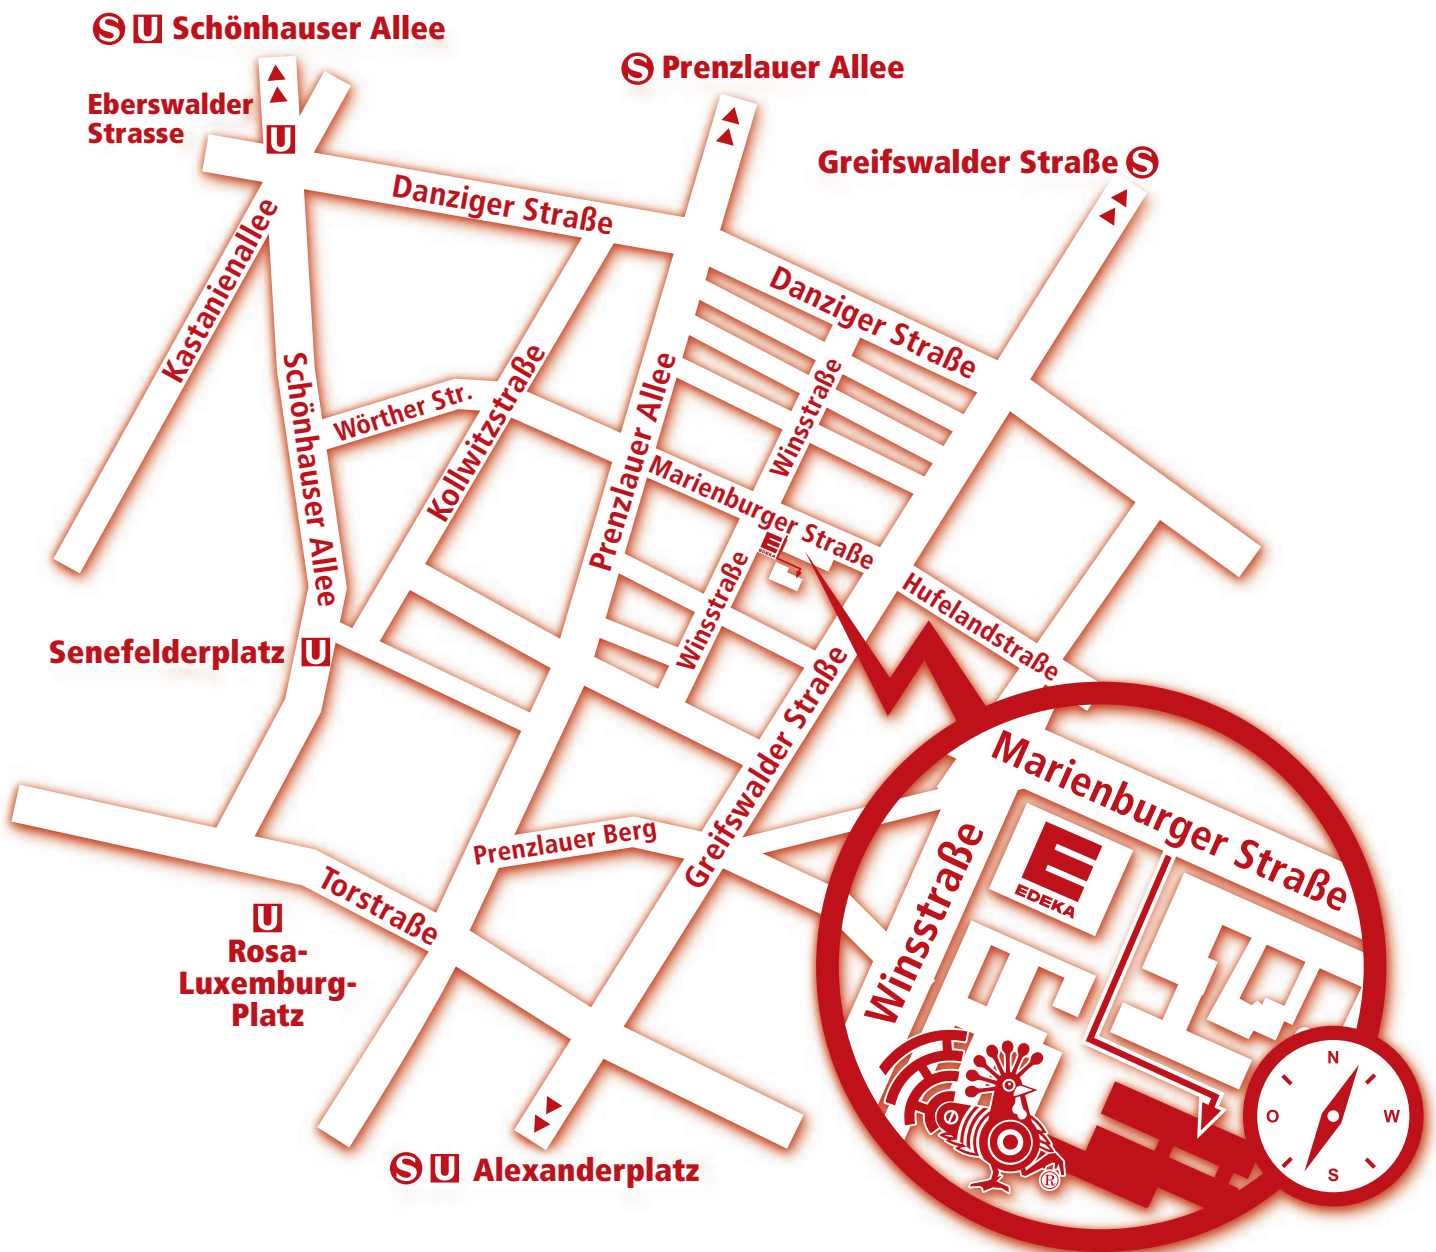 S U Schönhauser Allee
S Prenzlauer Allee
Eberswalder
Strasse
U
Greifswalder Straße S
Danziger Straße
Kastanienallee
Danziger Straße
Schönhauser Allee
Wörther Str.
Kollwitzstraße
Prenzlauer Allee
Winsstraße
Marienburger Straße
E
EDEKA
Winsstraße
Hufelandstraße
Senefelderplatz U
Greifswalder Straße
Prenzlauer Berg
Torstraße
U
Rosa-
Luxemburg-
Platz
Marienburger Straße
Winsstraße
E
EDEKA
N
O
W
S
®
S U Alexanderplatz